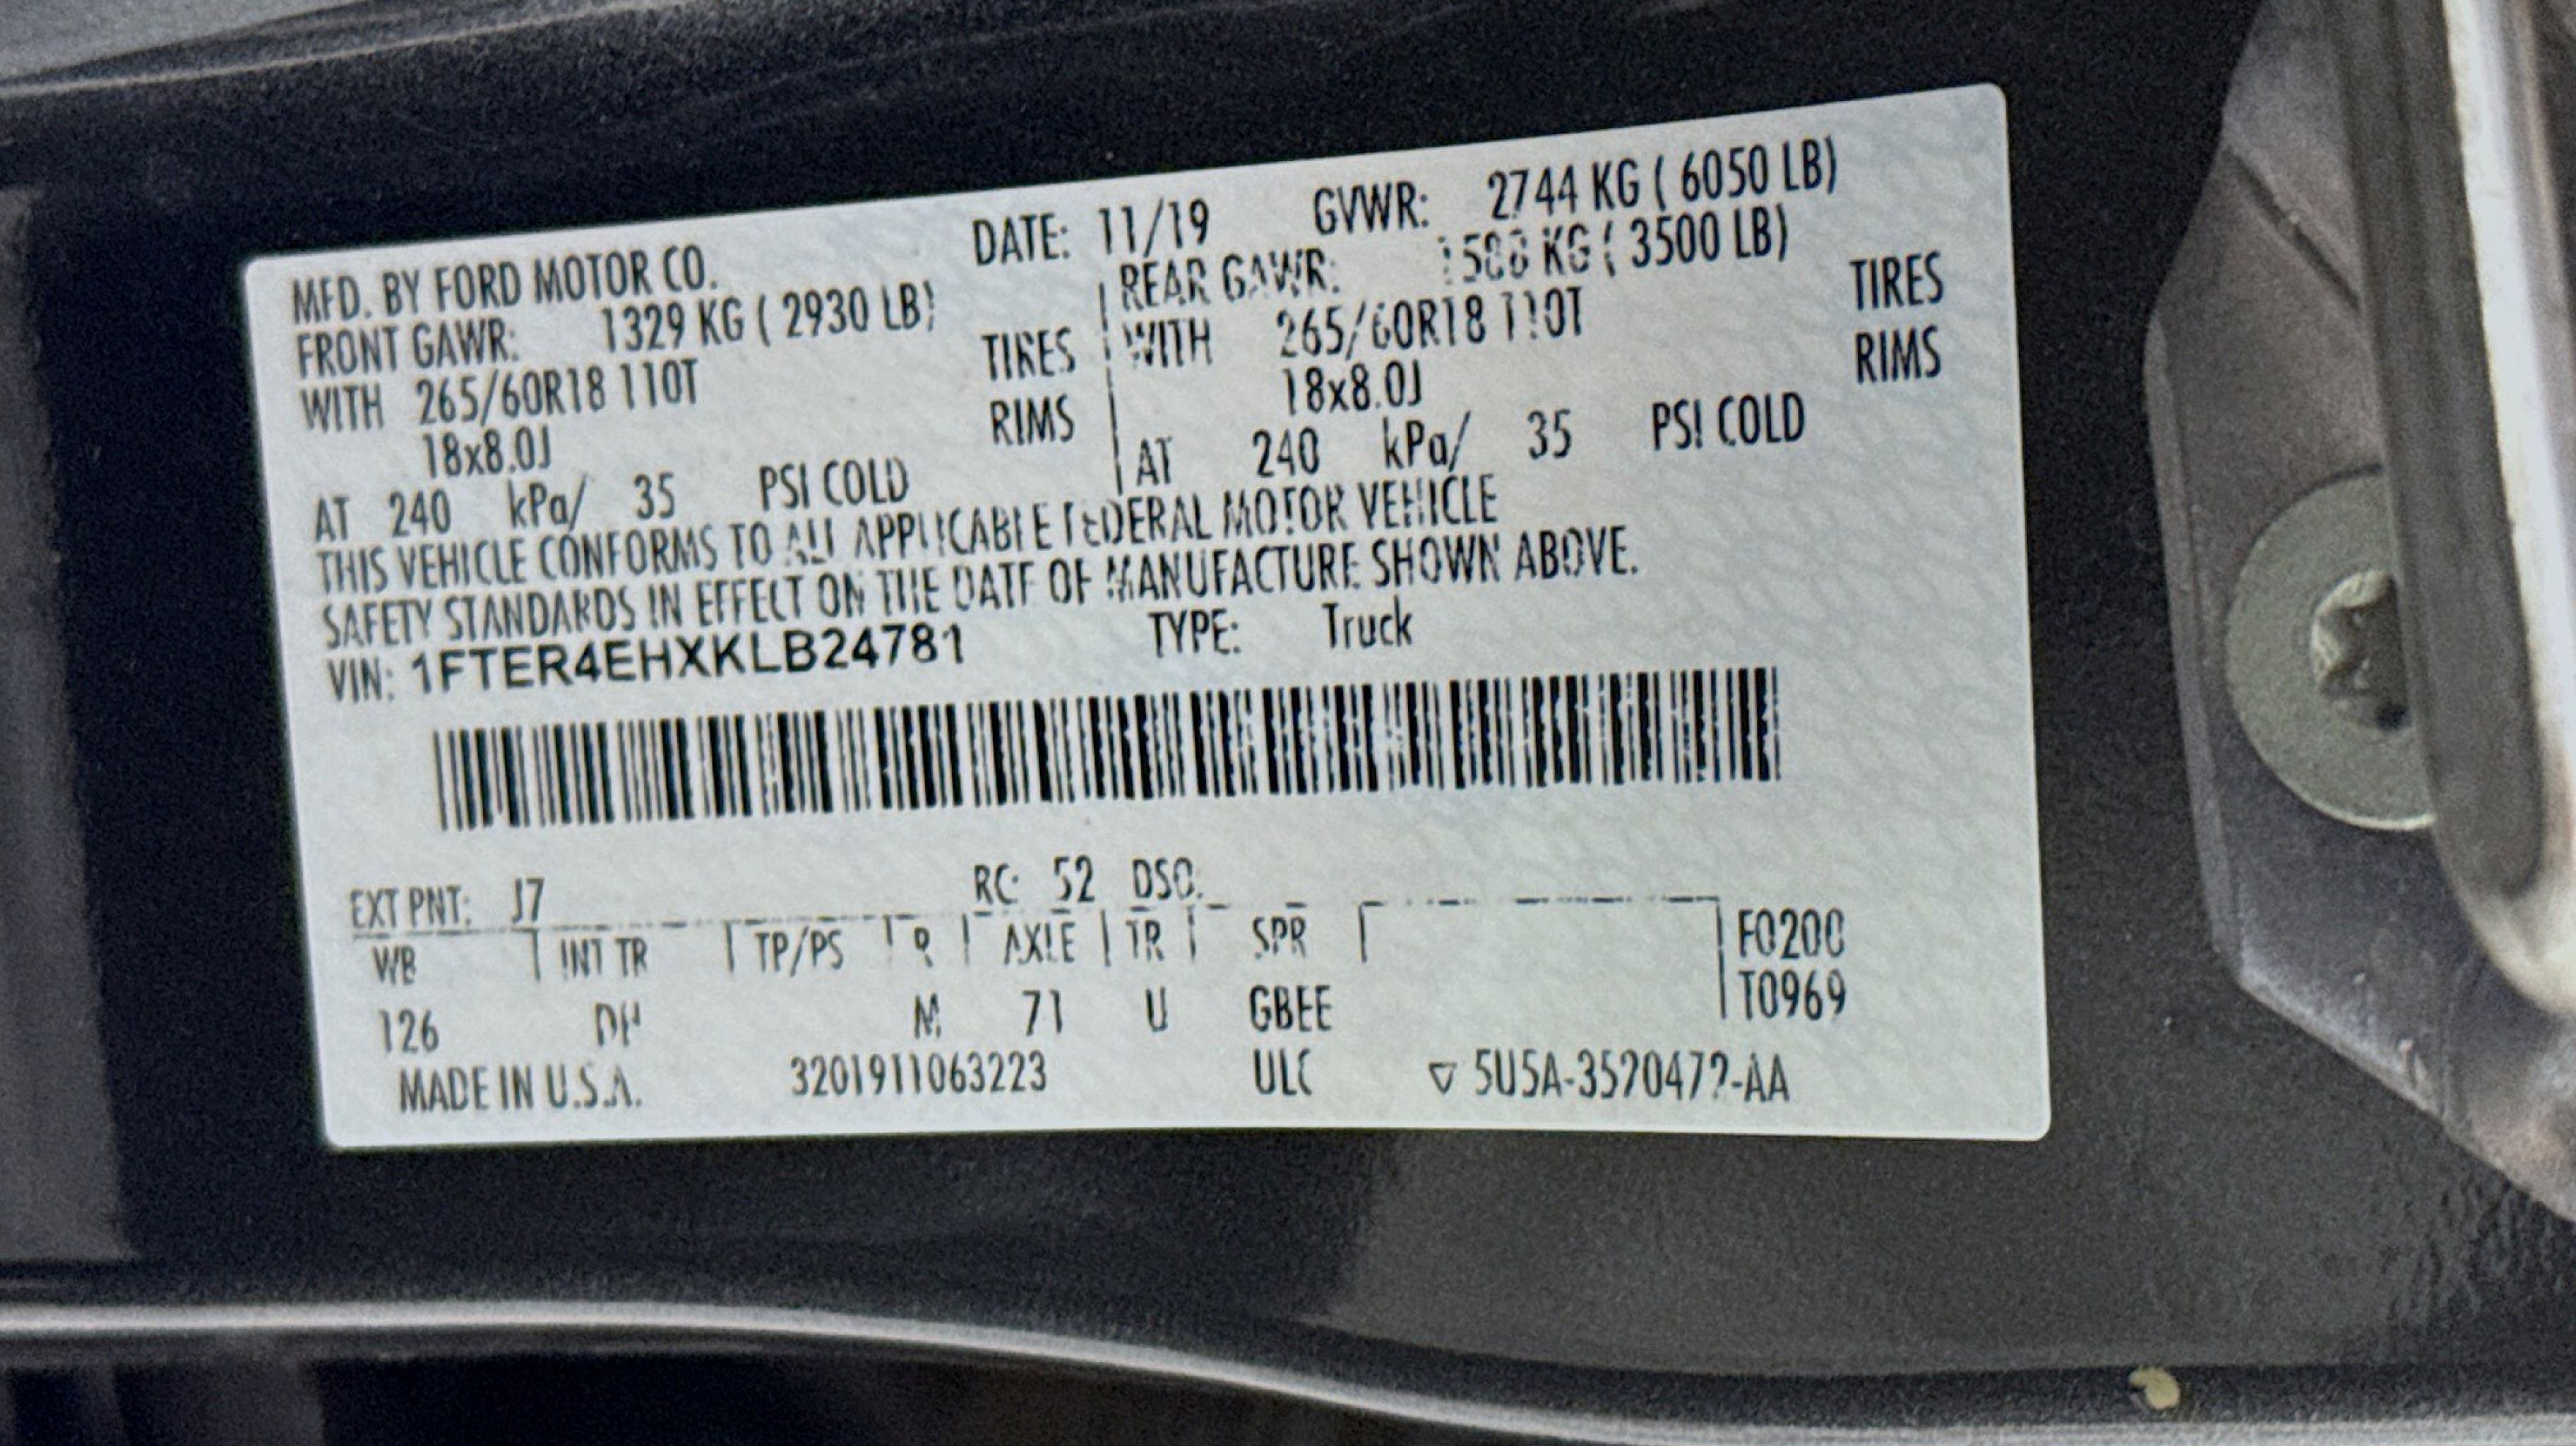 MFD. BY FORD MOTOR CO. DATE: 11/19 GVWR: 2744 KG ( 6050 LB)
FRONT GAWR: 1329 KG ( 2930 LB) REAR GAWR: 1588 KG ( 3500 LB)
WITH 265/60R18 110T TIRES WITH 265/60R18 110T TIRES
18x8.0J RIMS 18x8.0J RIMS
AT 240 kPa/ 35 PSI COLD AT 240 kPa/ 35 PSI COLD
THIS VEHICLE CONFORMS TO ALL APPLICABLE FEDERAL MOTOR VEHICLE
SAFETY STANDARDS IN EFFECT ON THE DATE OF MANUFACTURE SHOWN ABOVE.
VIN: 1FTER4EHXKLB24781 TYPE: Truck
EXT PNT: J7 RC: 52 DSO:
WB INT TR TP/PS R AXLE TR SPR F0200
126 M 71 U GBEE T0969
MADE IN U.S.A. 3201911063223 ULC